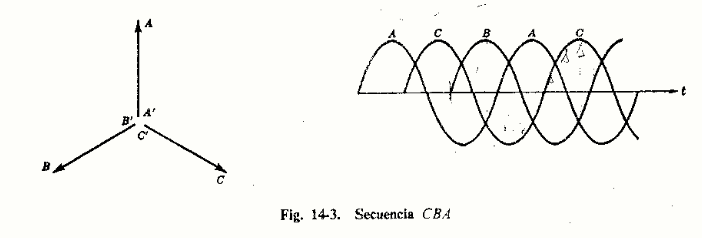 A
B' A'
C'
B
C
A C B A C
t
Fig. 14-3. Secuencia CBA